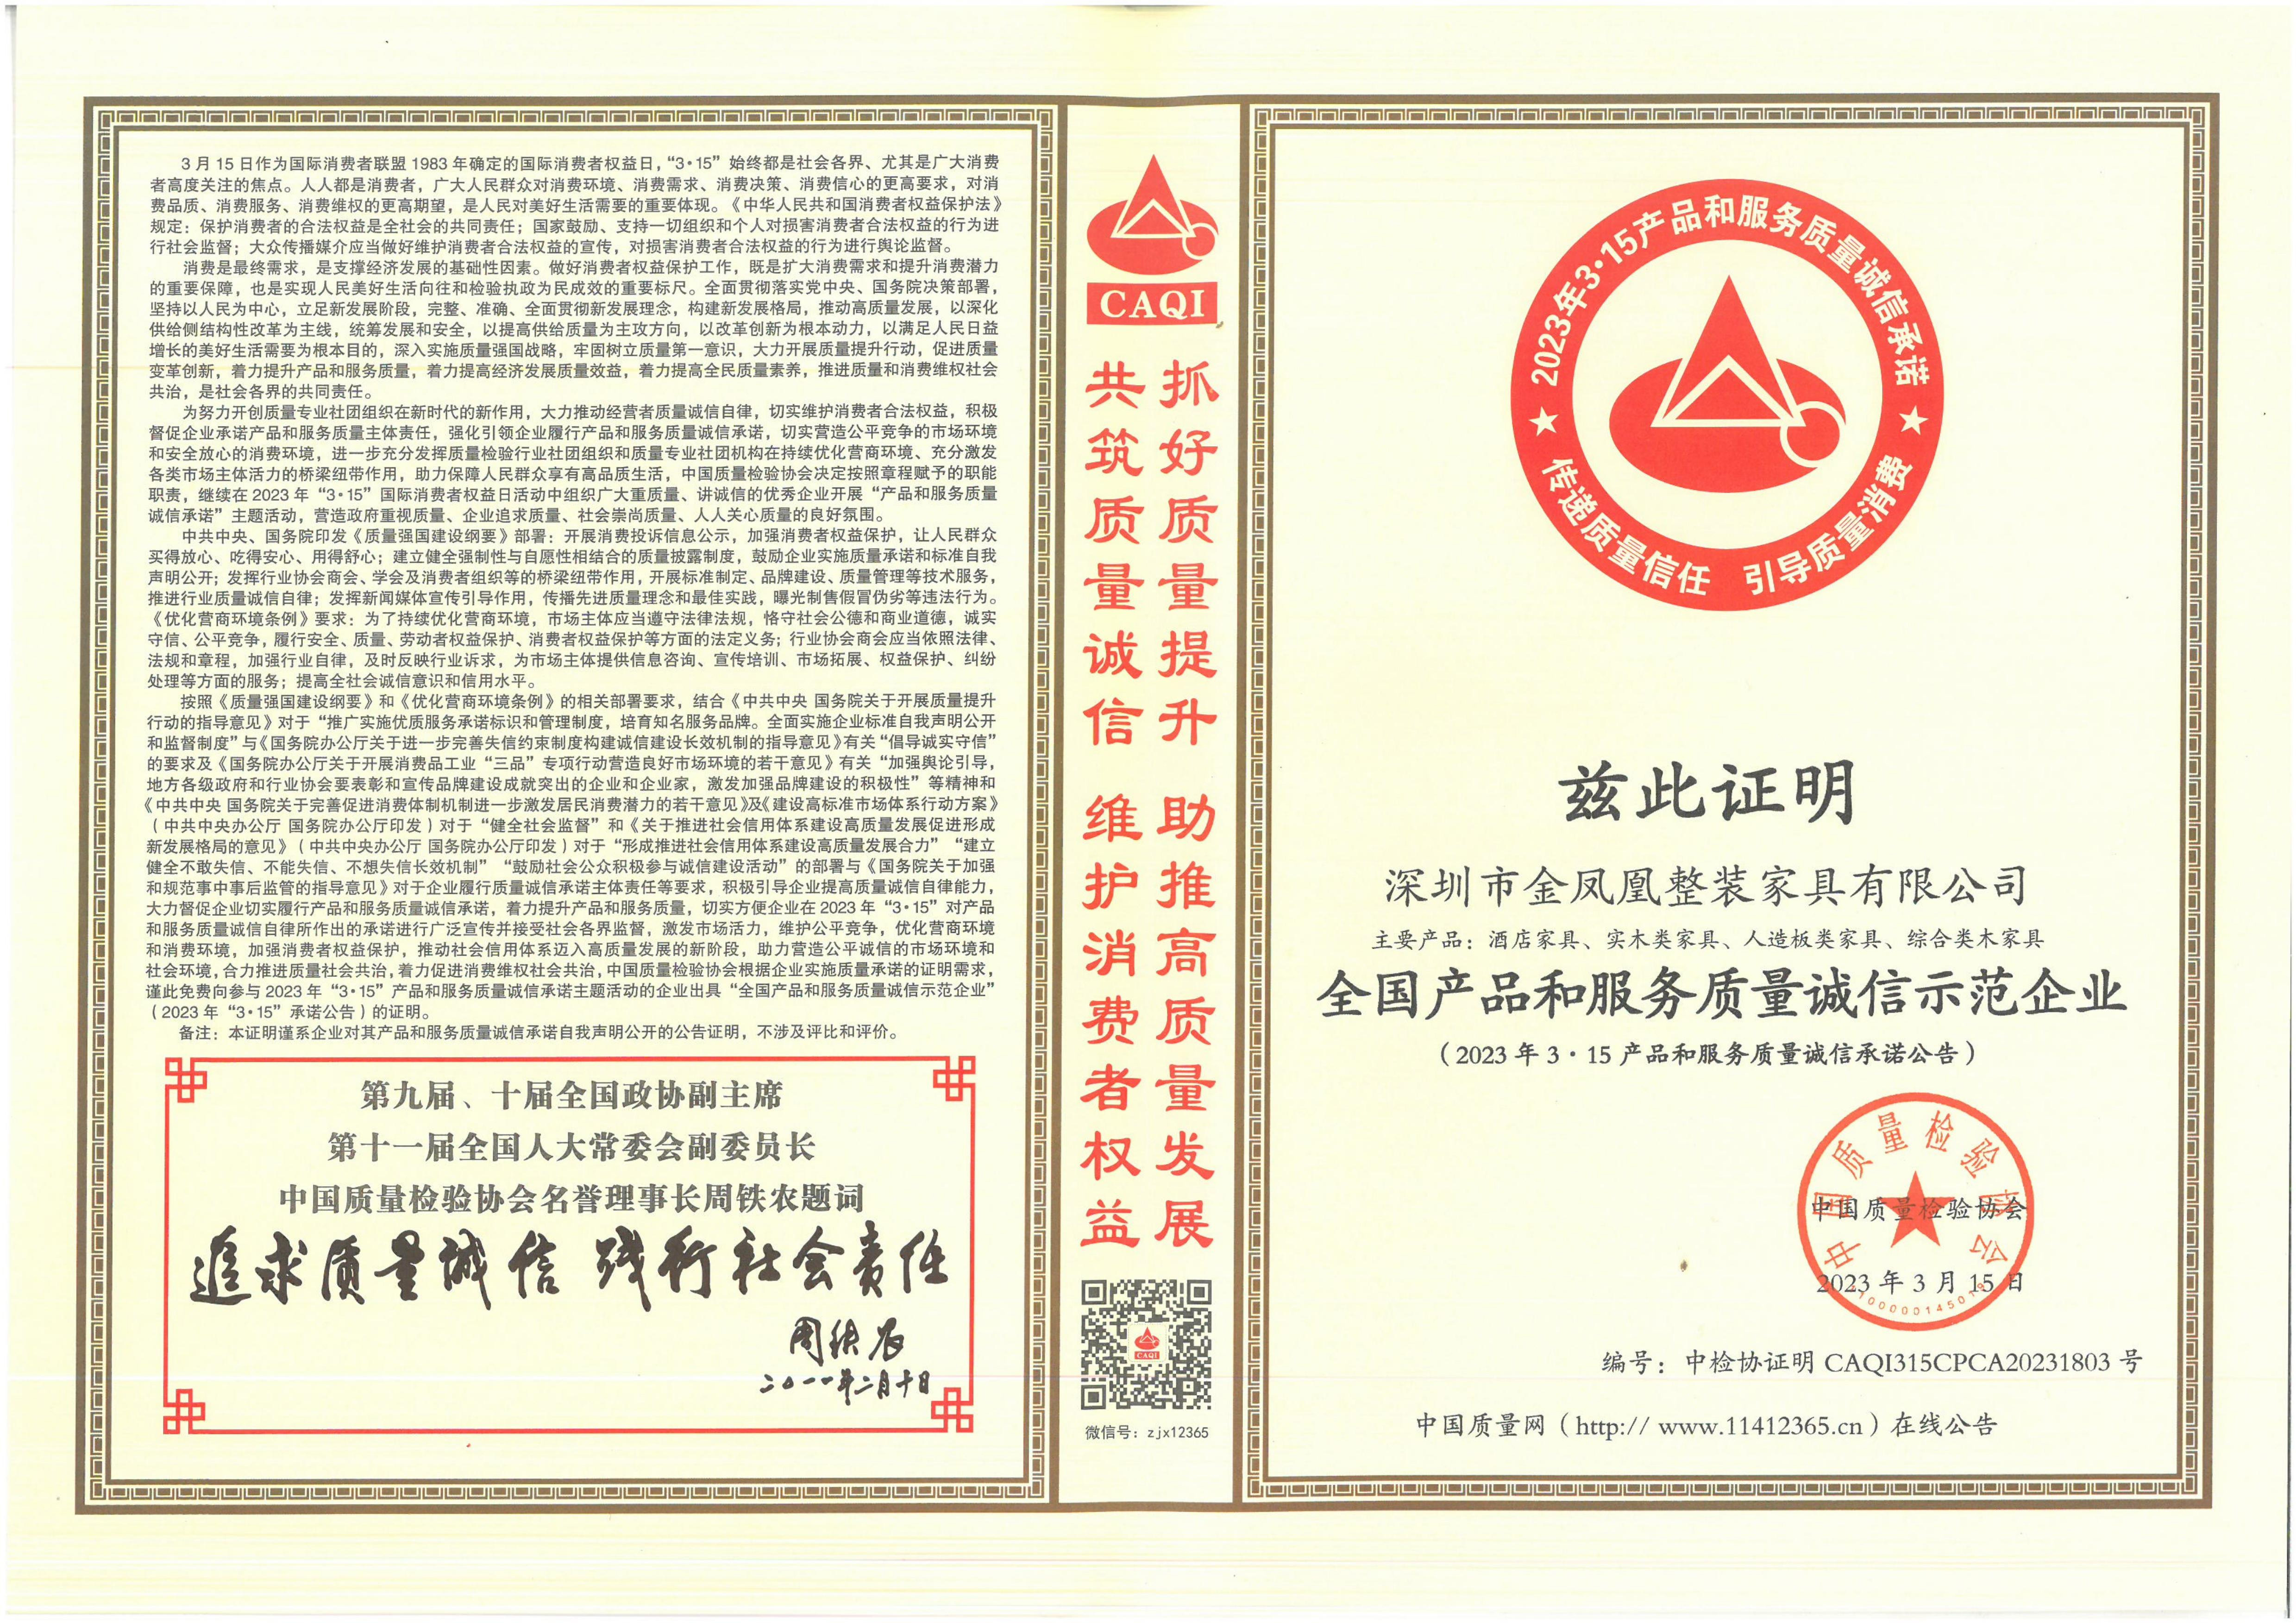 3月15日作为国际消费者联盟1983年确定的国际消费者权益日，“3·15”始终都是社会各界、尤其是广大消费
者高度关注的焦点。人人都是消费者，广大人民群众对消费环境、消费需求、消费决策、消费信心的更高要求，对消
费品质、消费服务、消费维权的更高期望，是人民对美好生活需要的重要体现。《中华人民共和国消费者权益保护法》
规定：保护消费者的合法权益是全社会的共同责任；国家鼓励、支持一切组织和个人对损害消费者合法权益的行为进
行社会监督；大众传播媒介应当做好维护消费者合法权益的宣传，对损害消费者合法权益的行为进行舆论监督。
消费是最终需求，是支撑经济发展的基础性因素。做好消费者权益保护工作，既是扩大消费需求和提升消费潜力
的重要保障，也是实现人民美好生活向往和检验执政为民成效的重要标尺。全面贯彻落实党中央、国务院决策部署，
坚持以人民为中心，立足新发展阶段，完整、准确、全面贯彻新发展理念，构建新发展格局，推动高质量发展，以深化
供给侧结构性改革为主线，统筹发展和安全，以提高供给质量为主攻方向，以改革创新为根本动力，以满足人民日益
增长的美好生活需要为根本目的，深入实施质量强国战略，牢固树立质量第一意识，大力开展质量提升行动，促进质量
变革创新，着力提升产品和服务质量，着力提高经济发展质量效益，着力提高全民质量素养，推进质量和消费维权社会
共治，是社会各界的共同责任。
为努力开创质量专业社团组织在新时代的新作用，大力推动经营者质量诚信自律，切实维护消费者合法权益，积极
督促企业承诺产品和服务质量主体责任，强化引领企业履行产品和服务质量诚信承诺，切实营造公平竞争的市场环境
和安全放心的消费环境，进一步充分发挥质量检验行业社团组织和质量专业社团机构在持续优化营商环境、充分激发
各类市场主体活力的桥梁纽带作用，助力保障人民群众享有高品质生活，中国质量检验协会决定按照章程赋予的职能
职责，继续在2023年“3·15”国际消费者权益日活动中组织广大重质量、讲诚信的优秀企业开展“产品和服务质量
诚信承诺”主题活动，营造政府重视质量、企业追求质量、社会崇尚质量、人人关心质量的良好氛围。
中共中央、国务院印发《质量强国建设纲要》部署：开展消费投诉信息公示，加强消费者权益保护，让人民群众
买得放心、吃得安心、用得舒心；建立健全强制性与自愿性相结合的质量披露制度，鼓励企业实施质量承诺和标准自我
声明公开；发挥行业协会商会、学会及消费者组织等的桥梁纽带作用，开展标准制定、品牌建设、质量管理等技术服务，
推进行业质量诚信自律；发挥新闻媒体宣传引导作用，传播先进质量理念和最佳实践，曝光制售假冒伪劣等违法行为。
《优化营商环境条例》要求：为了持续优化营商环境，市场主体应当遵守法律法规，恪守社会公德和商业道德，诚实
守信、公平竞争，履行安全、质量、劳动者权益保护、消费者权益保护等方面的法定义务；行业协会商会应当依照法律、
法规和章程，加强行业自律，及时反映行业诉求，为市场主体提供信息咨询、宣传培训、市场拓展、权益保护、纠纷
处理等方面的服务；提高全社会诚信意识和信用水平。
按照《质量强国建设纲要》和《优化营商环境条例》的相关部署要求，结合《中共中央 国务院关于开展质量提升
行动的指导意见》对于“推广实施优质服务承诺标识和管理制度，培育知名服务品牌。全面实施企业标准自我声明公开
和监督制度”与《国务院办公厅关于进一步完善失信约束制度构建诚信建设长效机制的指导意见》有关“倡导诚实守信”
的要求及《国务院办公厅关于开展消费品工业“三品”专项行动营造良好市场环境的若干意见》有关“加强舆论引导，
地方各级政府和行业协会要表彰和宣传品牌建设成就突出的企业和企业家，激发加强品牌建设的积极性”等精神和
《中共中央 国务院关于完善促进消费体制机制进一步激发居民消费潜力的若干意见》及《建设高标准市场体系行动方案》
（中共中央办公厅 国务院办公厅印发）对于“健全社会监督”和《关于推进社会信用体系建设高质量发展促进形成
新发展格局的意见》（中共中央办公厅 国务院办公厅印发）对于“形成推进社会信用体系建设高质量发展合力”“建立
健全不敢失信、不能失信、不想失信长效机制”“鼓励社会公众积极参与诚信建设活动”的部署与《国务院关于加强
和规范事中事后监管的指导意见》对于企业履行质量诚信承诺主体责任等要求，积极引导企业提高质量诚信自律能力，
大力督促企业切实履行产品和服务质量诚信承诺，着力提升产品和服务质量，切实方便企业在2023年“3·15”对产品
和服务质量诚信自律所作出的承诺进行广泛宣传并接受社会各界监督，激发市场活力，维护公平竞争，优化营商环境
和消费环境，加强消费者权益保护，推动社会信用体系迈入高质量发展的新阶段，助力营造公平诚信的市场环境和
社会环境，合力推进质量社会共治，着力促进消费维权社会共治，中国质量检验协会根据企业实施质量承诺的证明需求，
谨此免费向参与2023年“3·15”产品和服务质量诚信承诺主题活动的企业出具“全国产品和服务质量诚信示范企业”
（2023年“3·15”承诺公告）的证明。
备注：本证明谨系企业对其产品和服务质量诚信承诺自我声明公开的公告证明，不涉及评比和评价。
第九届、十届全国政协副主席
第十一届全国人大常委会副委员长
中国质量检验协会名誉理事长周铁农题词
追求质量诚信 践行社会责任
周铁农
二〇一一年二月十日
CAQI
抓好质量提升 助推高质量发展
共筑质量诚信 维护消费者权益
CAQI
微信号：zjx12365
2023年3·15产品和服务质量诚信承诺
传递质量信任 引导质量消费
兹此证明
深圳市金凤凰整装家具有限公司
主要产品：酒店家具、实木类家具、人造板类家具、综合类木家具
全国产品和服务质量诚信示范企业
（2023年3·15产品和服务质量诚信承诺公告）
中国质量检验协会
中国质量检验协会
2023年3月15日
编号：中检协证明CAQI315CPCA20231803号
中国质量网（http:// www.11412365.cn）在线公告